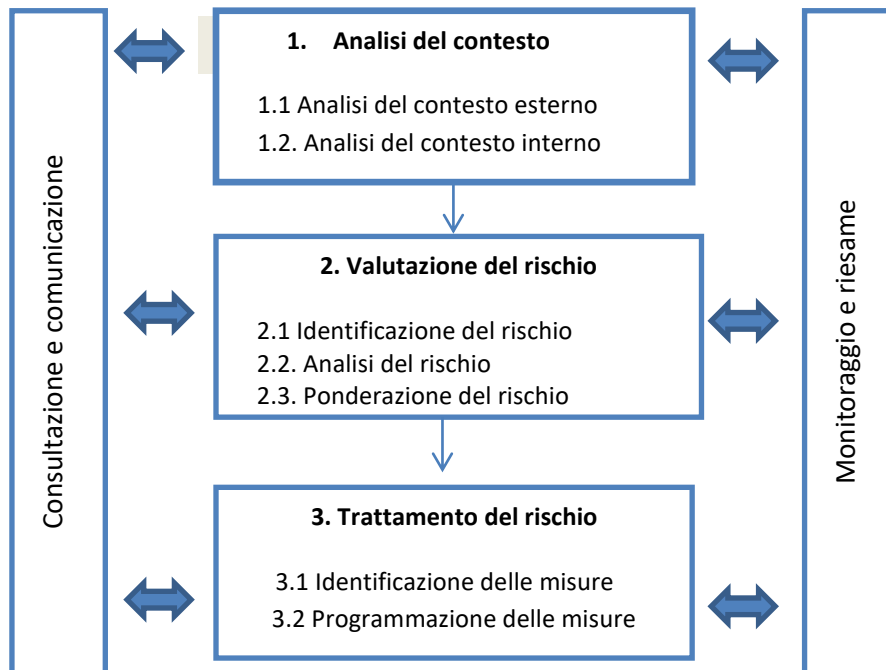 Consultazione e comunicazione
1. Analisi del contesto
1.1 Analisi del contesto esterno
1.2. Analisi del contesto interno
2. Valutazione del rischio
2.1 Identificazione del rischio
2.2. Analisi del rischio
2.3. Ponderazione del rischio
3. Trattamento del rischio
3.1 Identificazione delle misure
3.2 Programmazione delle misure
Monitoraggio e riesame